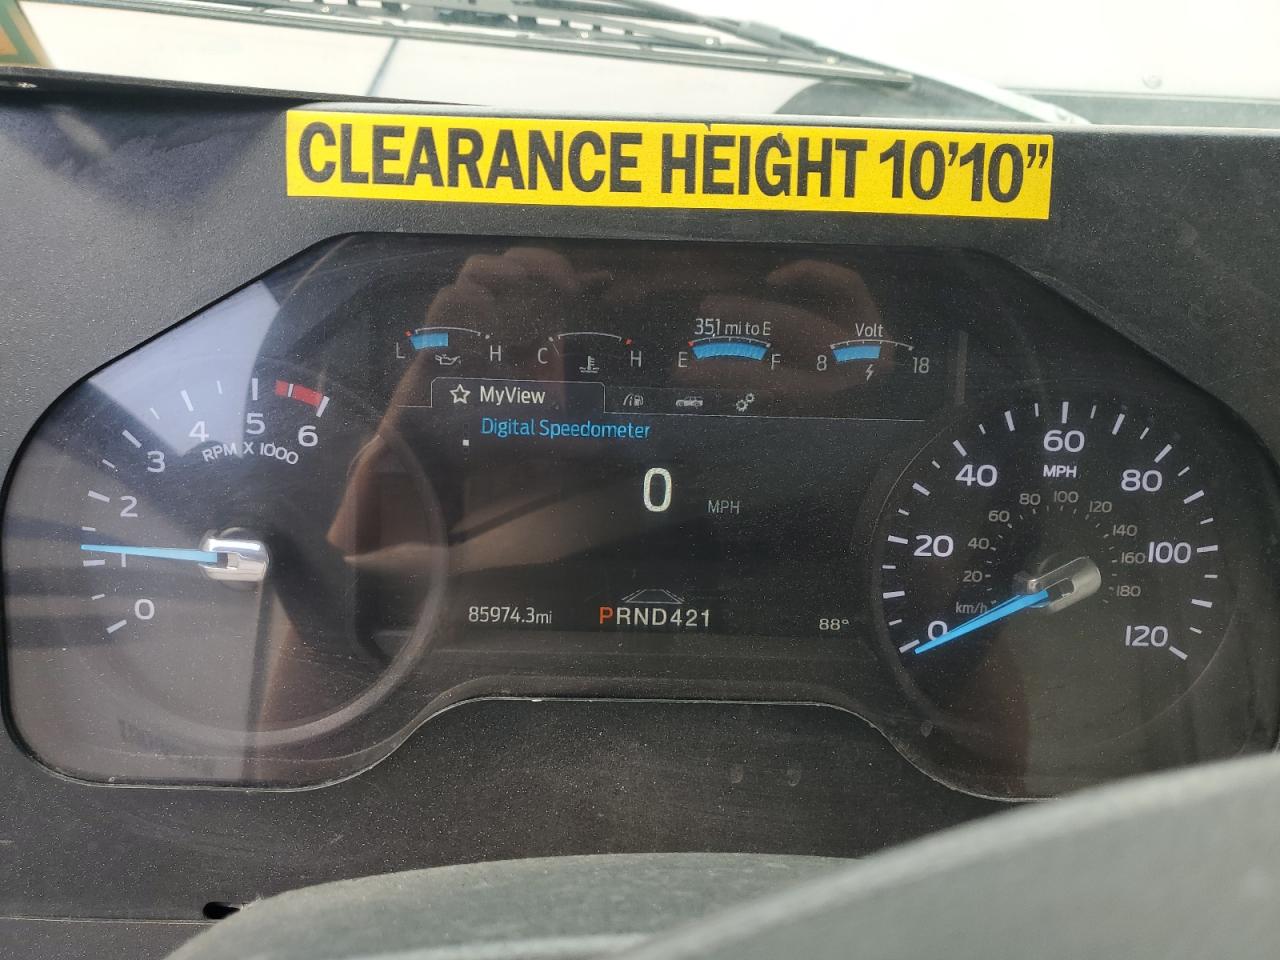 CLEARANCE HEIGHT 10'10”
351 mi to E
Volt
L H
C H
E F
8 18
MyView
Digital Speedometer
0 MPH
85974.3mi
PRND421
88°
0 1 2 3 4 5 6
RPM X 1000
0 20 40 60 80 100 120
MPH
20 40 60 80 100 120 140 160 180
km/h